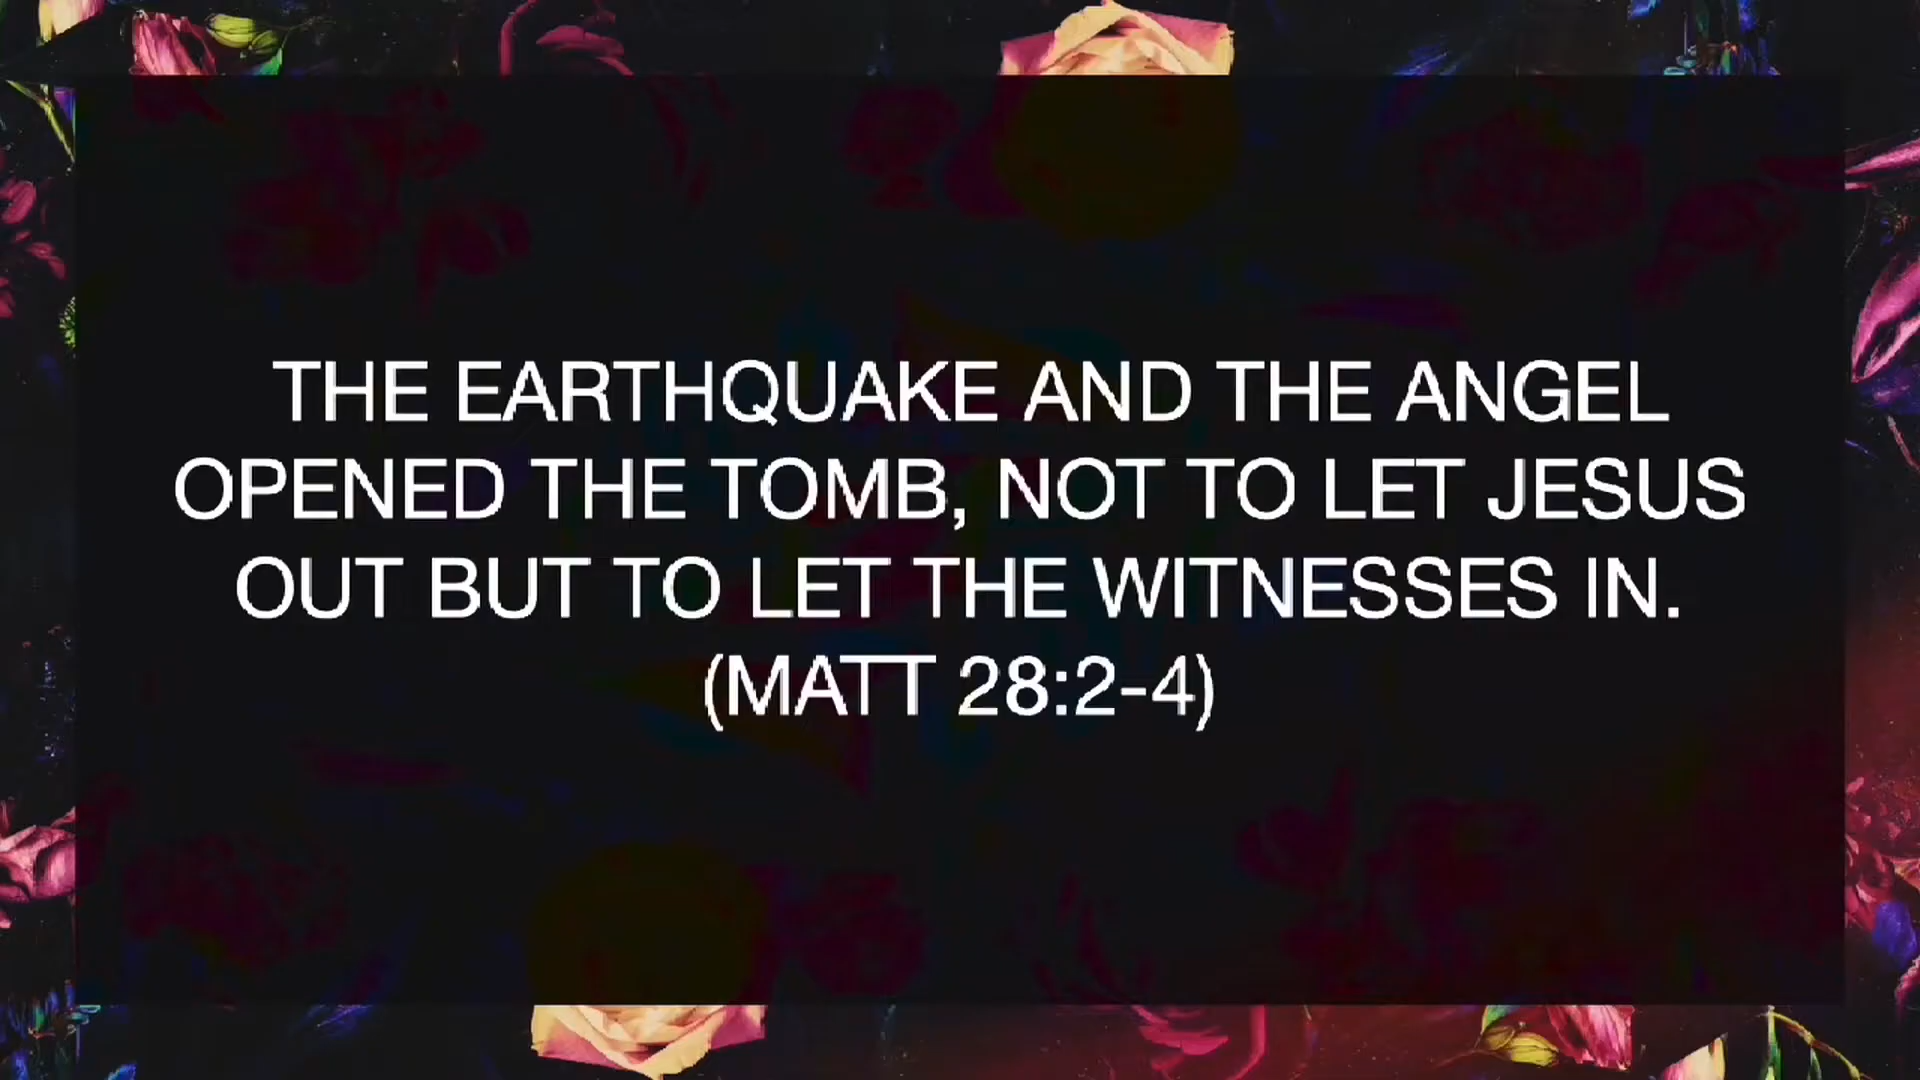 THE EARTHQUAKE AND THE ANGEL
OPENED THE TOMB, NOT TO LET JESUS
OUT BUT TO LET THE WITNESSES IN.
(MATT 28:2-4)